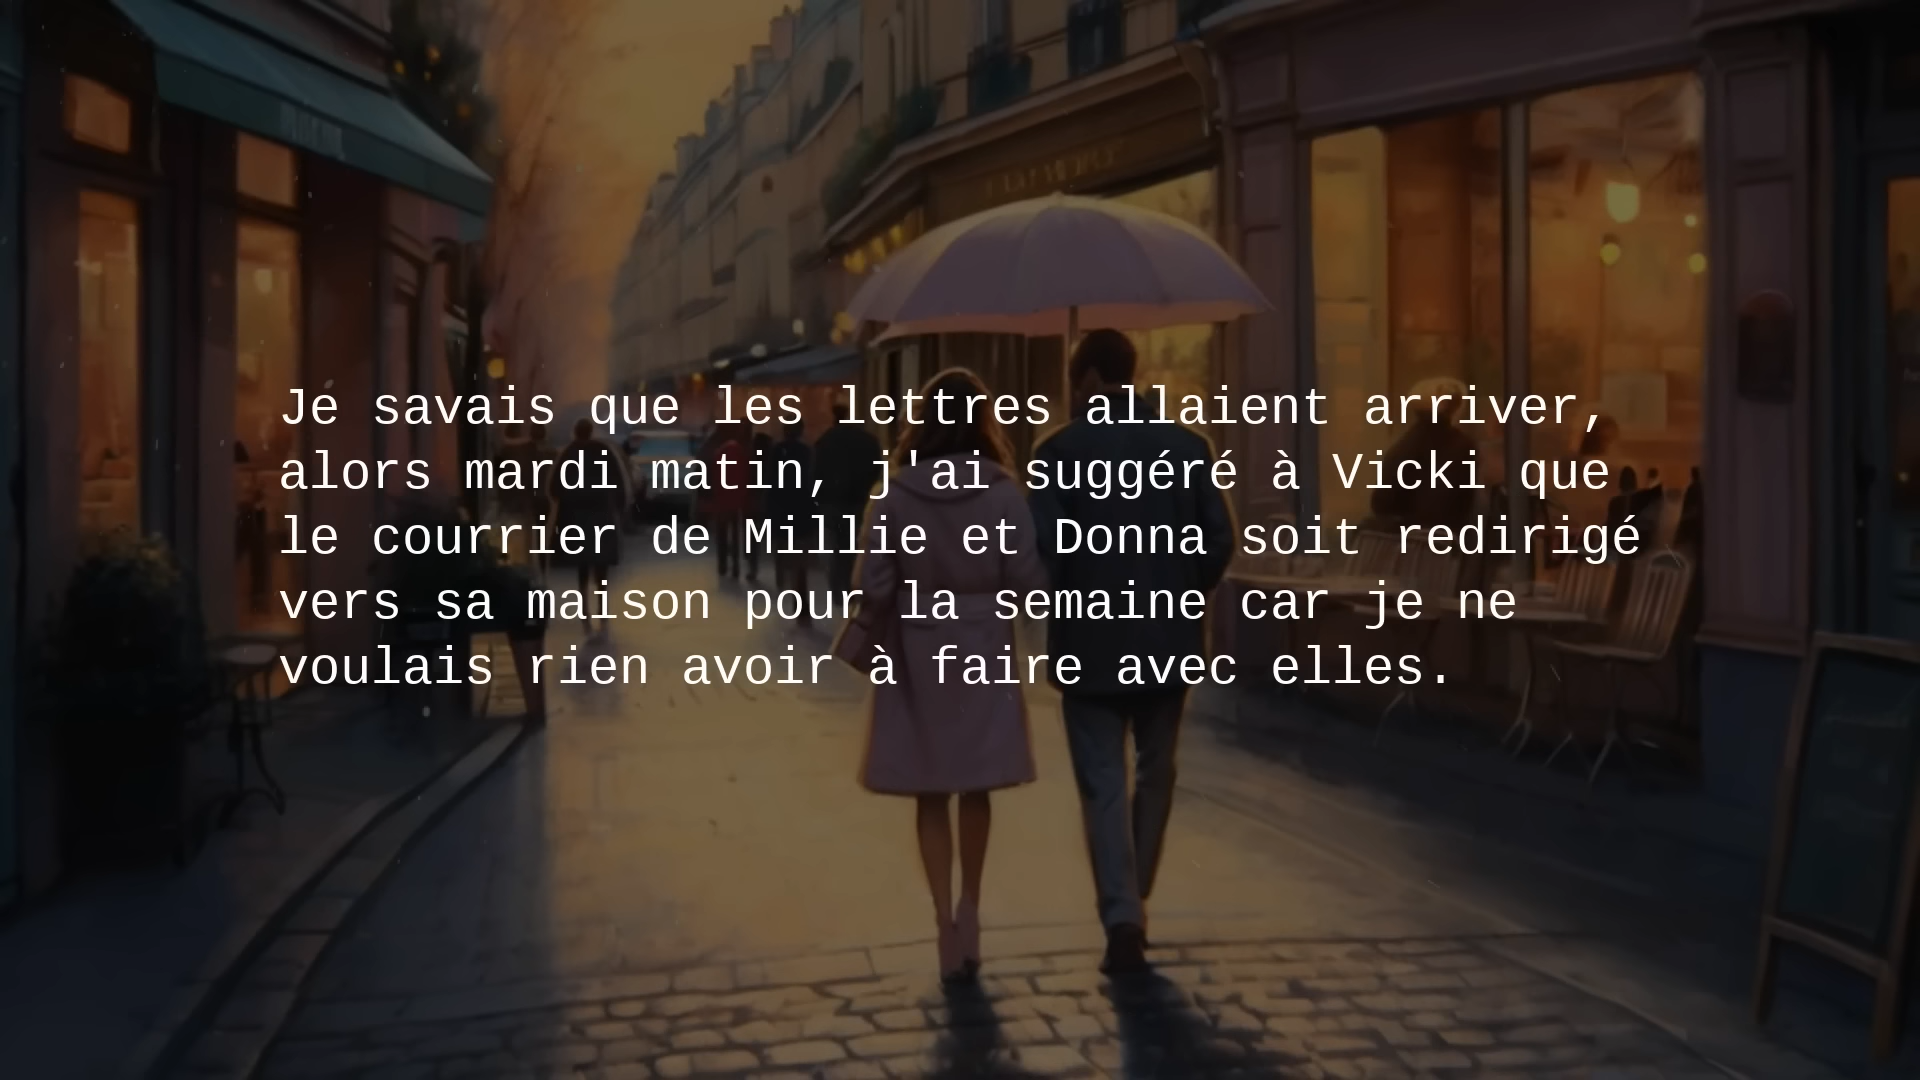 Je savais que les lettres allaient arriver,
alors mardi matin, j'ai suggéré à Vicki que
le courrier de Millie et Donna soit redirigé
vers sa maison pour la semaine car je ne
voulais rien avoir à faire avec elles.